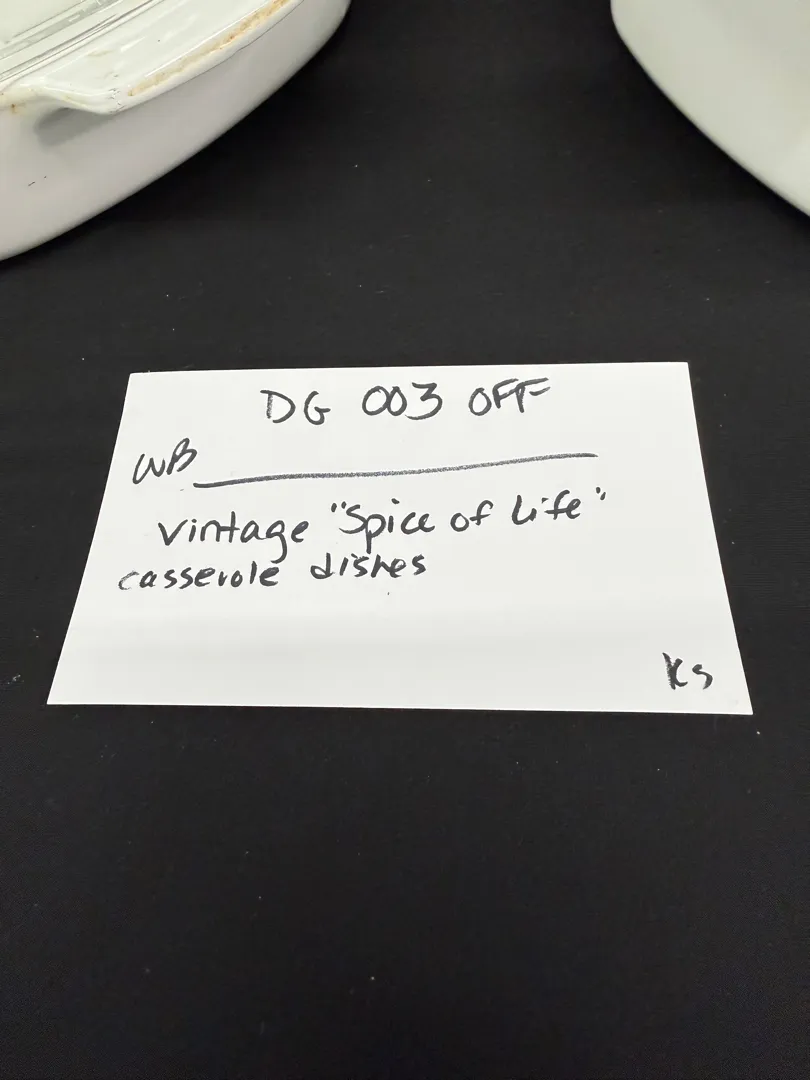 DG 003 OFF
WB
vintage "Spice of Life"
casserole dishes
KS